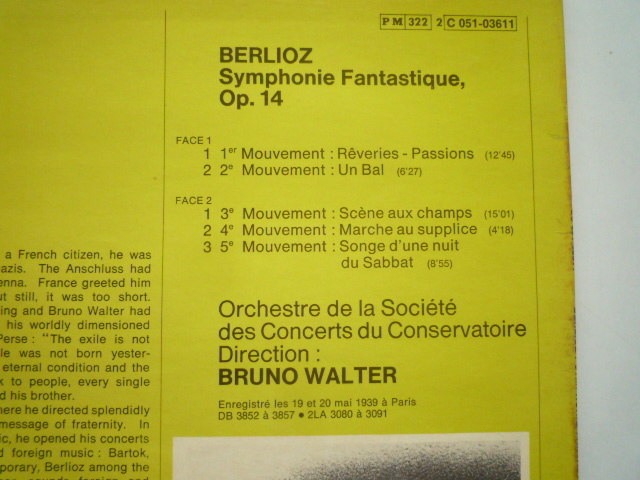 PM 322 2 C 051-03611
BERLIOZ
Symphonie Fantastique,
Op. 14
FACE 1
1 1er Mouvement : Rêveries - Passions (12'45)
2 2e Mouvement : Un Bal (6'27)
FACE 2
1 3e Mouvement : Scène aux champs (15'01)
2 4e Mouvement : Marche au supplice (4'18)
3 5e Mouvement : Songe d'une nuit
du Sabbat (8'55)
Orchestre de la Société
des Concerts du Conservatoire
Direction :
BRUNO WALTER
Enregistré les 19 et 20 mai 1939 à Paris
DB 3852 à 3857 • 2LA 3080 à 3091
a French citizen, he was
azis. The Anschluss had
enna. France greeted him
ut still, it was too short.
ing and Bruno Walter had
his worldly dimensioned
Perse : "The exile is not
le was not born yester-
eternal condition and the
k to people, every single
d his brother.
here he directed splendidly
message of fraternity. In
ic, he opened his concerts
d foreign music : Bartok,
porary, Berlioz among the
sounds foreign and